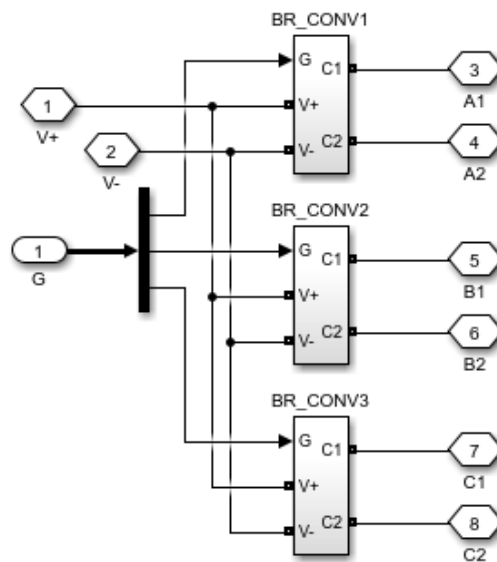 BR_CONV1
G
C1
3
A1
1
V+
V+
2
V-
V-
C2
4
A2
BR_CONV2
1
G
G
C1
5
B1
V+
V-
C2
6
B2
BR_CONV3
G
C1
7
C1
V+
V-
C2
8
C2